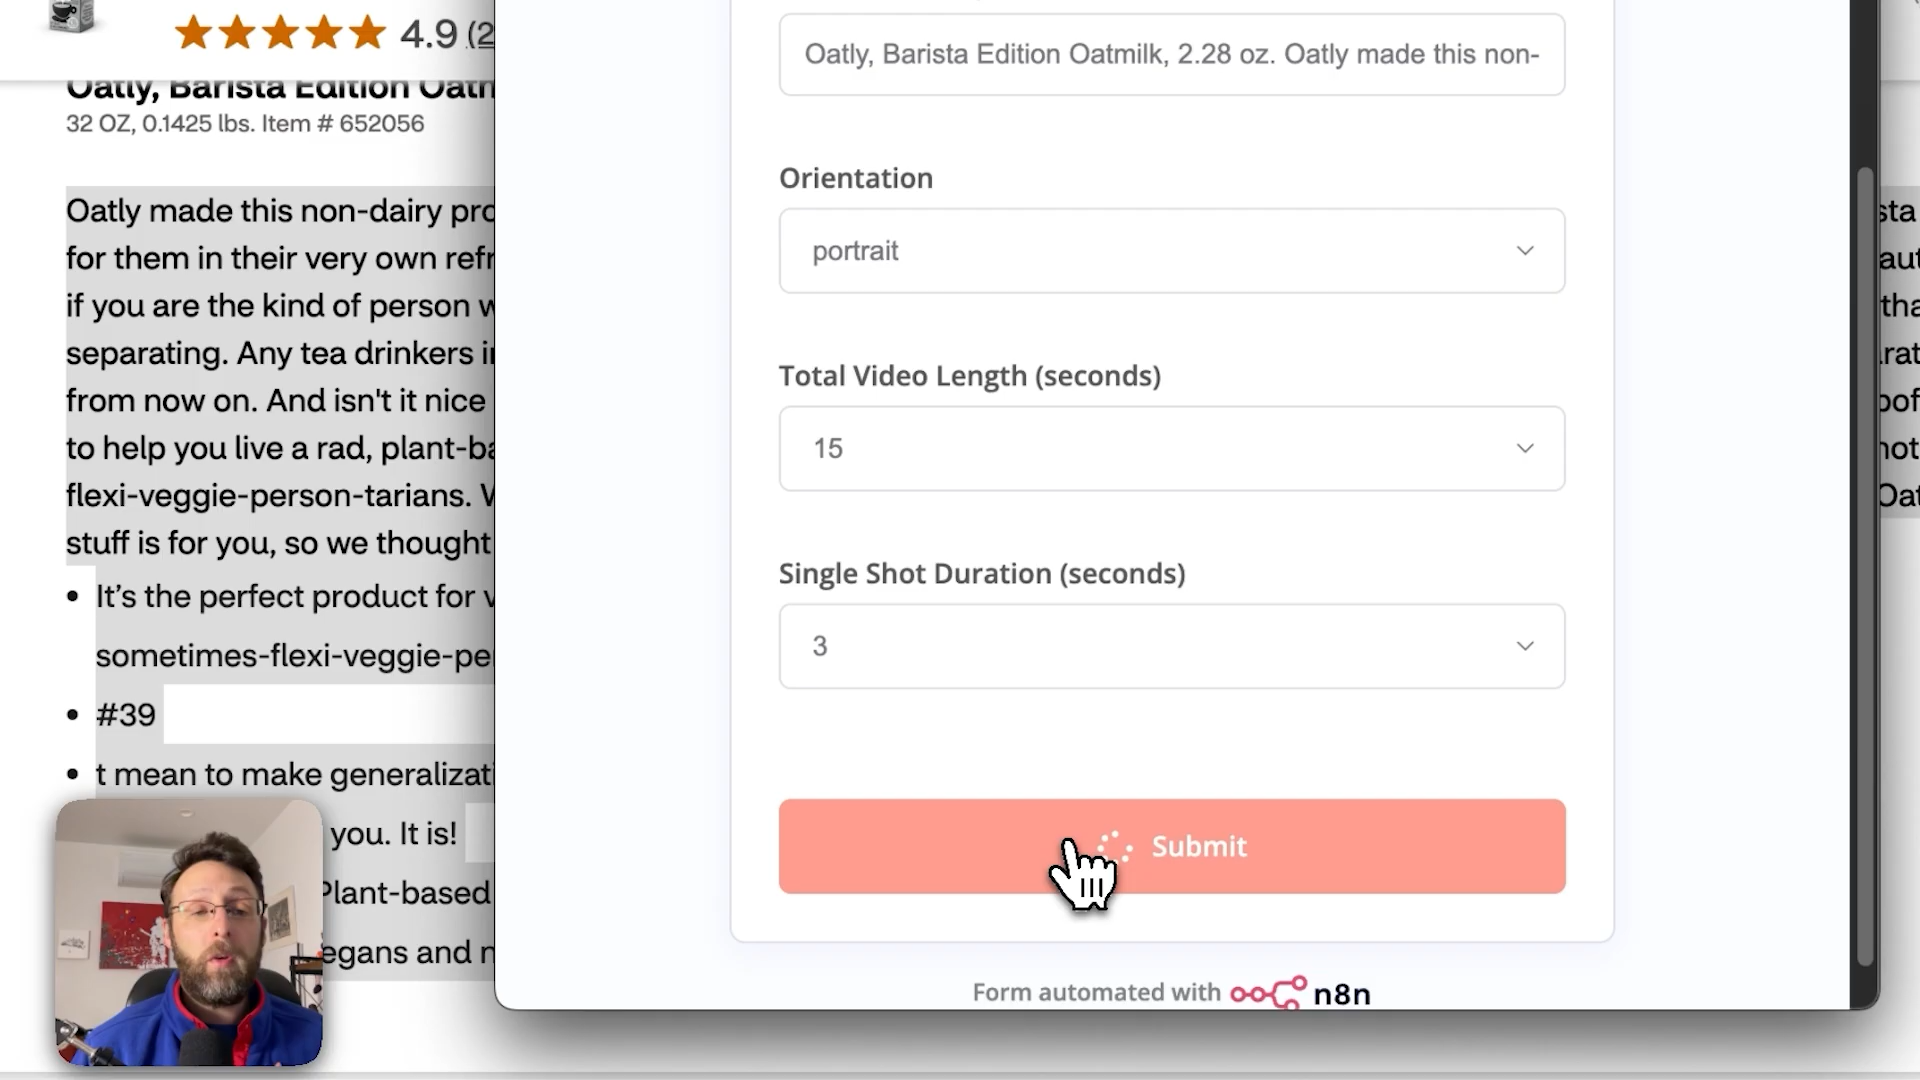 4.9 (2
Oatly, Barista Edition Oatm
32 OZ, 0.1425 lbs. Item # 652056
Oatly made this non-dairy pro
for them in their very own refr
if you are the kind of person w
separating. Any tea drinkers i
from now on. And isn't it nice
to help you live a rad, plant-ba
flexi-veggie-person-tarians. W
stuff is for you, so we thought
• It's the perfect product for v
sometimes-flexi-veggie-pe
• #39
• t mean to make generalizati
you. It is!
Plant-based
egans and n
Oatly, Barista Edition Oatmilk, 2.28 oz. Oatly made this non-
Orientation
portrait
Total Video Length (seconds)
15
Single Shot Duration (seconds)
3
Submit
Form automated with n8n
sta
aut
tha
rat
oof
not
Oat